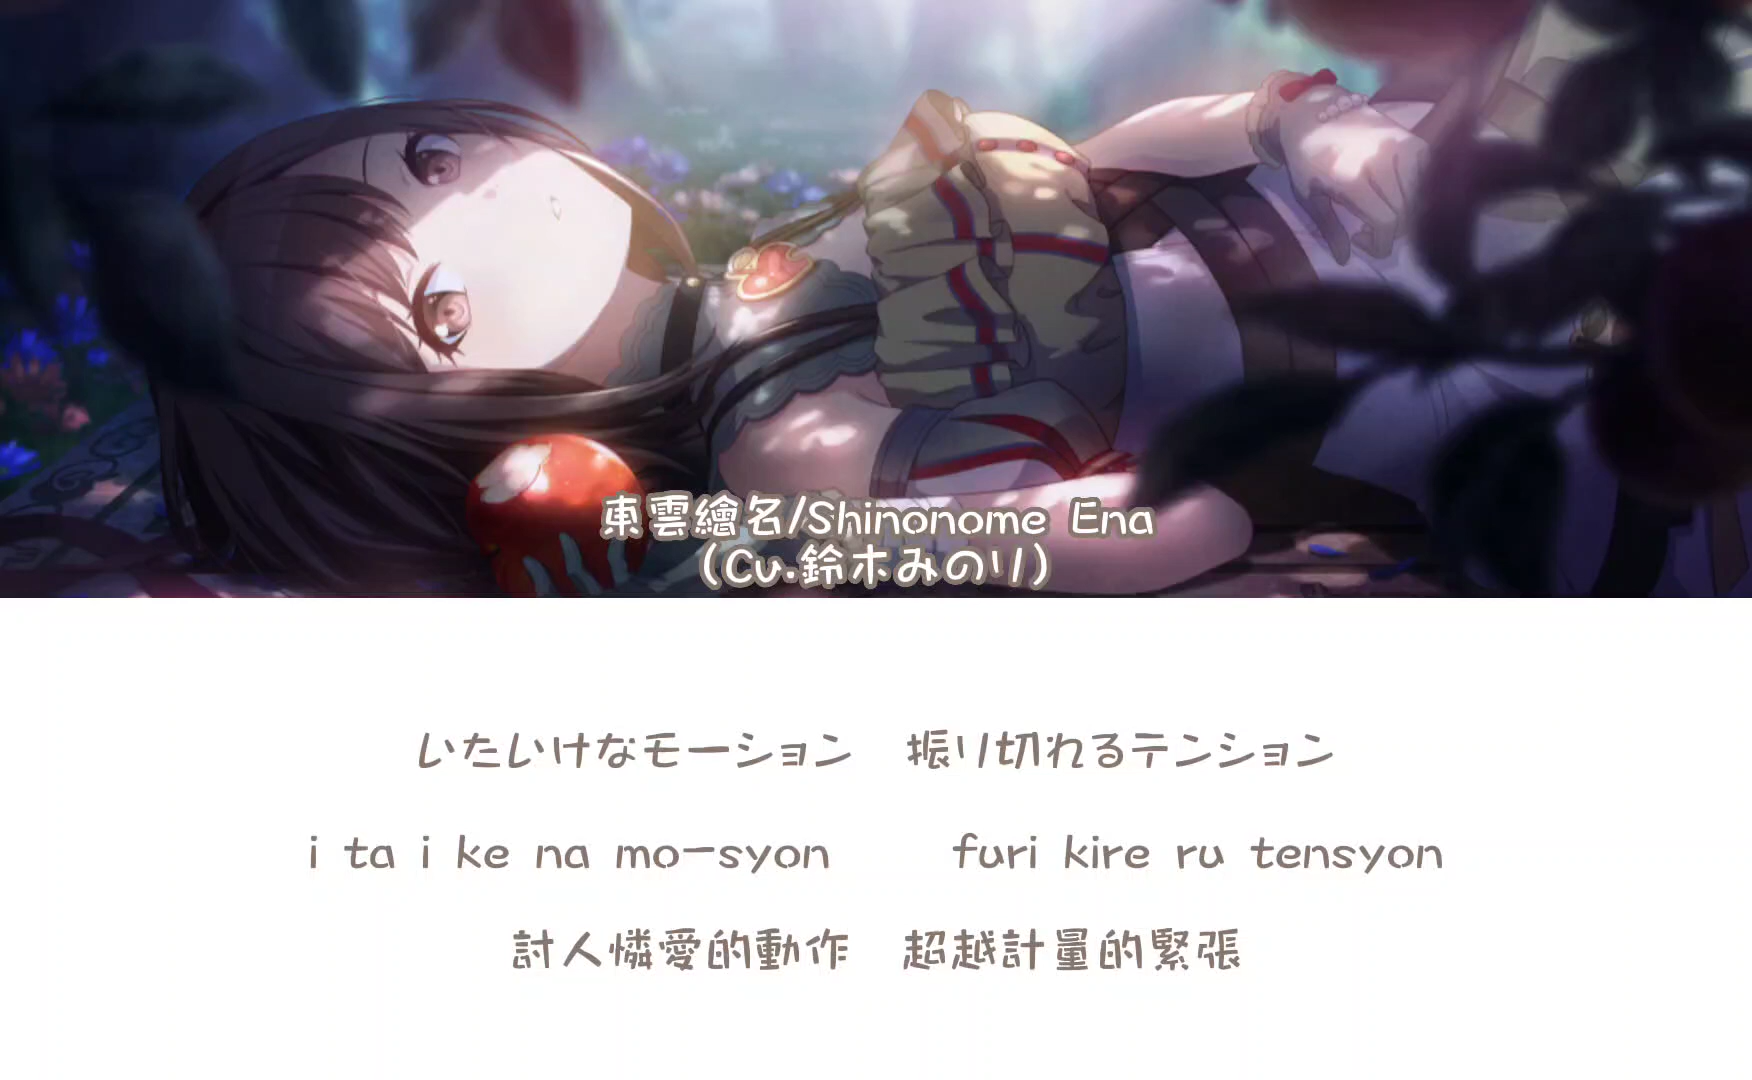 東雲繪名/Shinonome Ena
(Cv.鈴木みのり)
いたいけなモーション　振り切れるテンション
i ta i ke na mo-syon　furi kire ru tensyon
討人憐愛的動作　超越計量的緊張